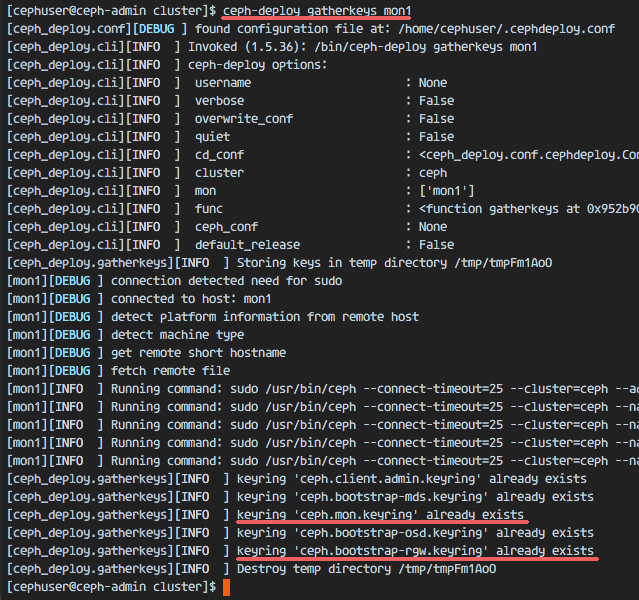 [cephuser@ceph-admin cluster]$ ceph-deploy gatherkeys mon1
[ceph_deploy.conf][DEBUG ] found configuration file at: /home/cephuser/.cephdeploy.conf
[ceph_deploy.cli][INFO  ] Invoked (1.5.36): /bin/ceph-deploy gatherkeys mon1
[ceph_deploy.cli][INFO  ] ceph-deploy options:
[ceph_deploy.cli][INFO  ]  username                      : None
[ceph_deploy.cli][INFO  ]  verbose                       : False
[ceph_deploy.cli][INFO  ]  overwrite_conf                : False
[ceph_deploy.cli][INFO  ]  quiet                         : False
[ceph_deploy.cli][INFO  ]  cd_conf                       : <ceph_deploy.conf.cephdeploy.Con
[ceph_deploy.cli][INFO  ]  cluster                       : ceph
[ceph_deploy.cli][INFO  ]  mon                           : ['mon1']
[ceph_deploy.cli][INFO  ]  func                          : <function gatherkeys at 0x952b90
[ceph_deploy.cli][INFO  ]  ceph_conf                     : None
[ceph_deploy.cli][INFO  ]  default_release               : False
[ceph_deploy.gatherkeys][INFO  ] Storing keys in temp directory /tmp/tmpFm1AoO
[mon1][DEBUG ] connection detected need for sudo
[mon1][DEBUG ] connected to host: mon1
[mon1][DEBUG ] detect platform information from remote host
[mon1][DEBUG ] detect machine type
[mon1][DEBUG ] get remote short hostname
[mon1][DEBUG ] fetch remote file
[mon1][INFO  ] Running command: sudo /usr/bin/ceph --connect-timeout=25 --cluster=ceph --ad
[mon1][INFO  ] Running command: sudo /usr/bin/ceph --connect-timeout=25 --cluster=ceph --na
[mon1][INFO  ] Running command: sudo /usr/bin/ceph --connect-timeout=25 --cluster=ceph --na
[mon1][INFO  ] Running command: sudo /usr/bin/ceph --connect-timeout=25 --cluster=ceph --na
[mon1][INFO  ] Running command: sudo /usr/bin/ceph --connect-timeout=25 --cluster=ceph --na
[ceph_deploy.gatherkeys][INFO  ] keyring 'ceph.client.admin.keyring' already exists
[ceph_deploy.gatherkeys][INFO  ] keyring 'ceph.bootstrap-mds.keyring' already exists
[ceph_deploy.gatherkeys][INFO  ] keyring 'ceph.mon.keyring' already exists
[ceph_deploy.gatherkeys][INFO  ] keyring 'ceph.bootstrap-osd.keyring' already exists
[ceph_deploy.gatherkeys][INFO  ] keyring 'ceph.bootstrap-rgw.keyring' already exists
[ceph_deploy.gatherkeys][INFO  ] Destroy temp directory /tmp/tmpFm1AoO
[cephuser@ceph-admin cluster]$